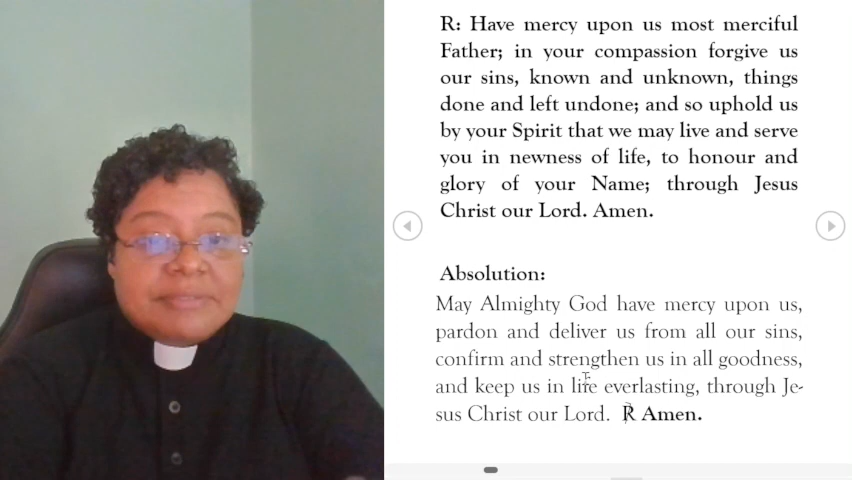 R: Have mercy upon us most merciful
Father; in your compassion forgive us
our sins, known and unknown, things
done and left undone; and so uphold us
by your Spirit that we may live and serve
you in newness of life, to honour and
glory of your Name; through Jesus
Christ our Lord. Amen.
Absolution:
May Almighty God have mercy upon us,
pardon and deliver us from all our sins,
confirm and strengthen us in all goodness,
and keep us in life everlasting, through Je-
sus Christ our Lord. ℟ Amen.